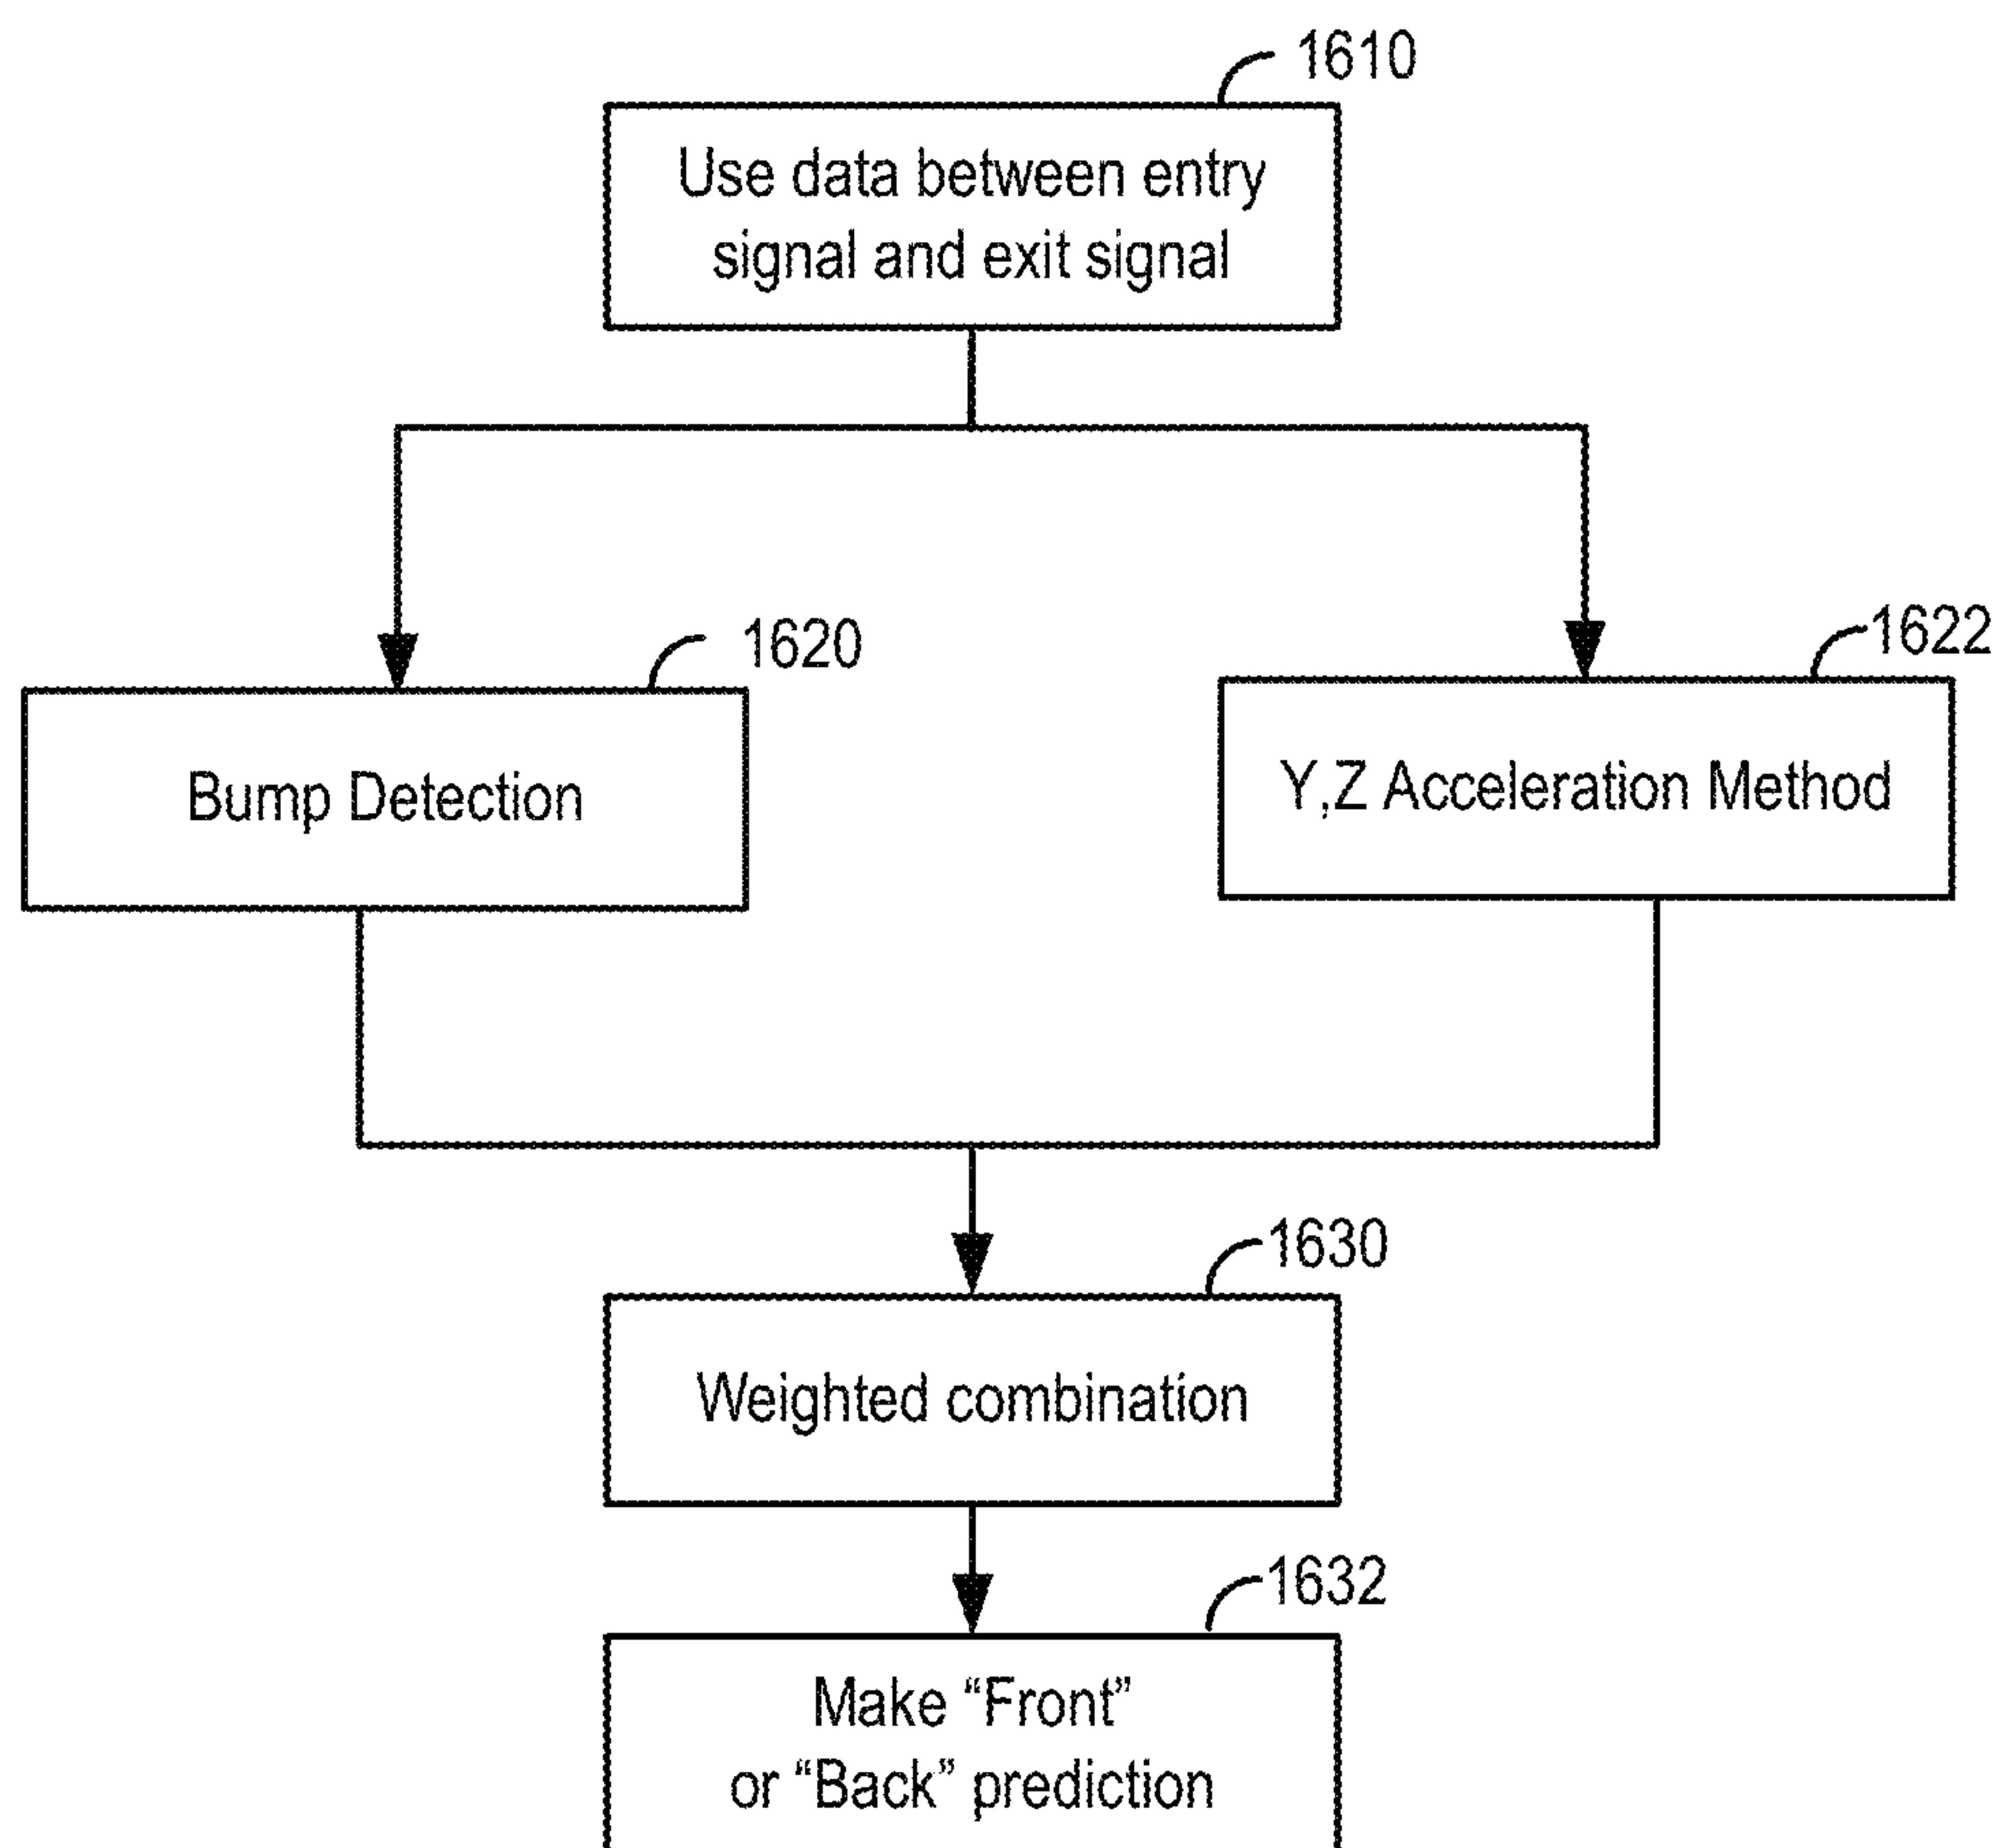 1610
Use data between entry
signal and exit signal
1620
1622
Bump Detection
Y,Z Acceleration Method
1630
Weighted combination
1632
Make “Front”
or “Back” prediction